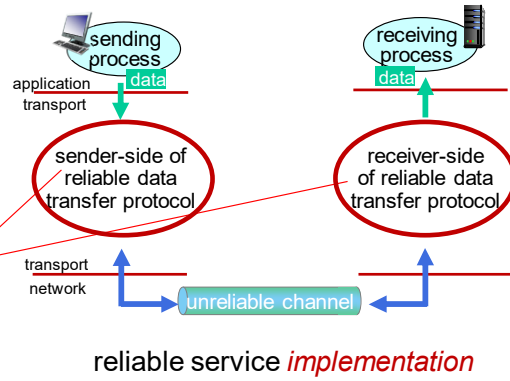 sending
process
data
receiving
process
data
application
transport
sender-side of
reliable data
transfer protocol
receiver-side
of reliable data
transfer protocol
transport
network
unreliable channel
reliable service implementation